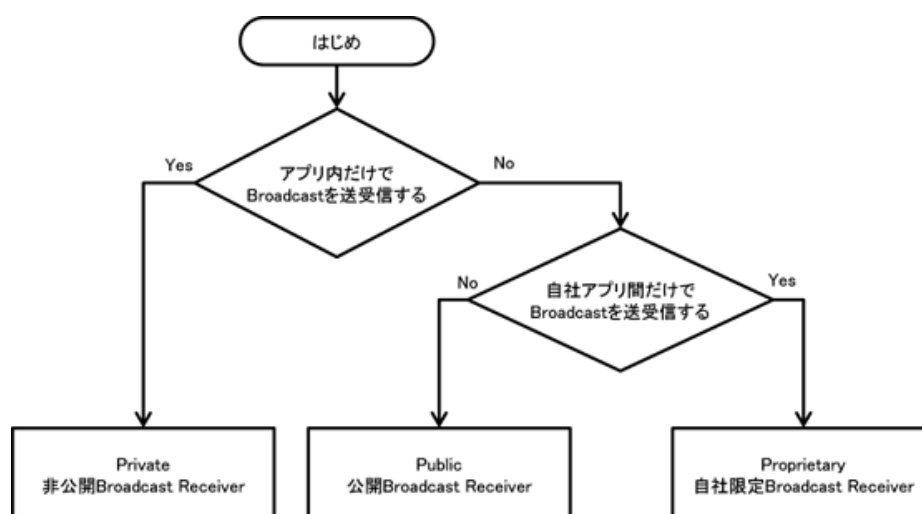 はじめ
アプリ内だけで
Broadcastを送受信する
Yes
No
自社アプリ間だけで
Broadcastを送受信する
No
Yes
Private
非公開Broadcast Receiver
Public
公開Broadcast Receiver
Proprietary
自社限定Broadcast Receiver